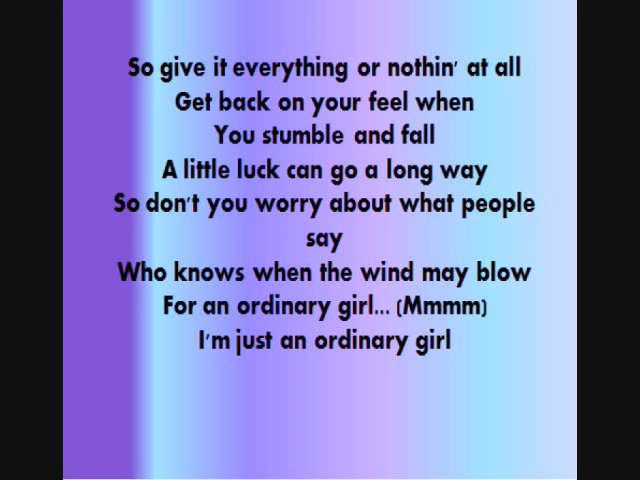 So give it everything or nothin' at all
Get back on your feel when
You stumble and fall
A little luck can go a long way
So don't you worry about what people
say
Who knows when the wind may blow
For an ordinary girl... (Mmmm)
I'm just an ordinary girl